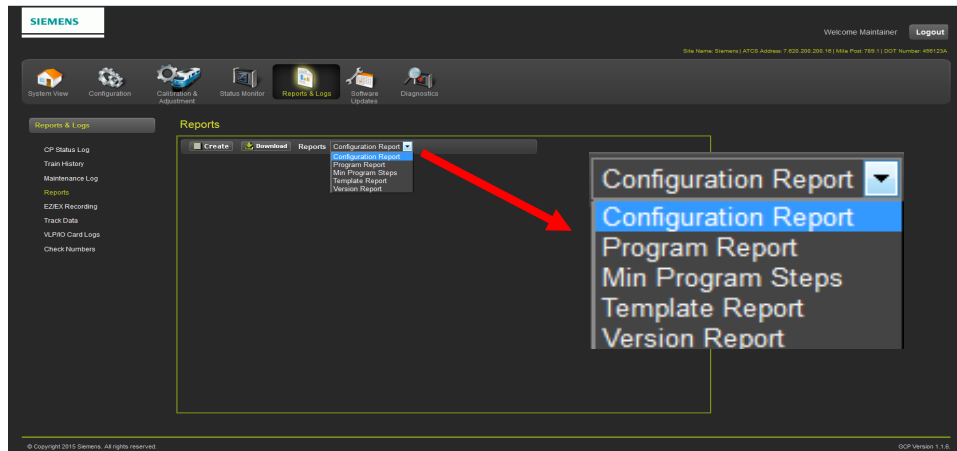 SIEMENS
Welcome Maintainer Logout
Site Name: Siemens | ATCS Address: 7.620.200.200.16 | Mile Post: 789.1 | DOT Number: 456123A
System View Configuration Calibration & Adjustment Status Monitor Reports & Logs Software Updates Diagnostics
Reports & Logs
CP Status Log
Train History
Maintenance Log
Reports
EZ/EX Recording
Track Data
VLP/IO Card Logs
Check Numbers
Reports
Create Download Reports Configuration Report
Configuration Report
Program Report
Min Program Steps
Template Report
Version Report
Configuration Report
Configuration Report
Program Report
Min Program Steps
Template Report
Version Report
© Copyright 2015 Siemens. All rights reserved.
GCP Version 1.1.6.